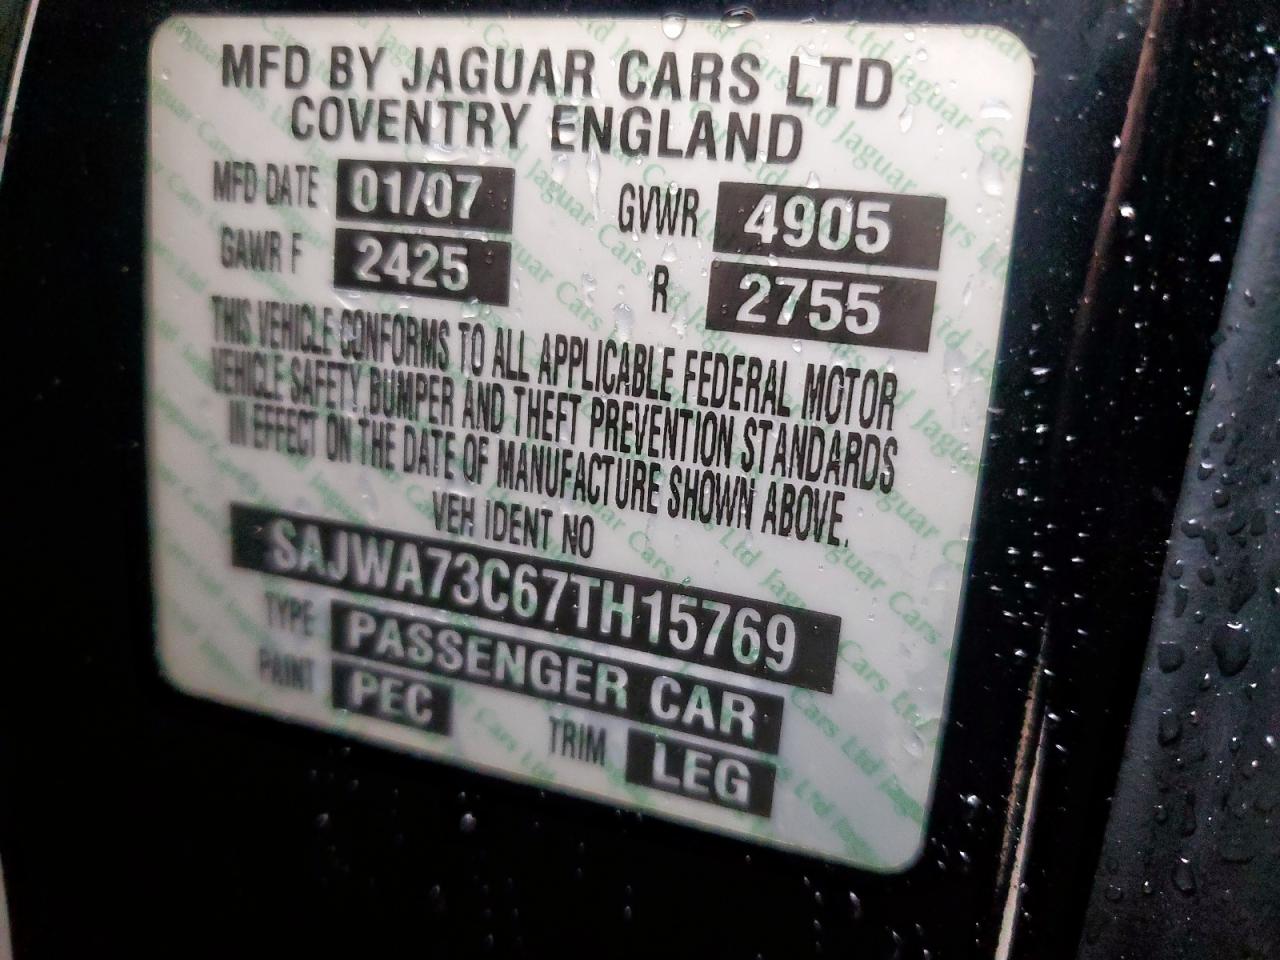 MFD BY JAGUAR CARS LTD
COVENTRY ENGLAND
MFD DATE 01/07 GVWR 4905
GAWR F 2425 R 2755
THIS VEHICLE CONFORMS TO ALL APPLICABLE FEDERAL MOTOR
VEHICLE SAFETY, BUMPER AND THEFT PREVENTION STANDARDS
IN EFFECT ON THE DATE OF MANUFACTURE SHOWN ABOVE.
VEH IDENT NO
SAJWA73C67TH15769
TYPE PASSENGER CAR
PAINT PEC TRIM LEG